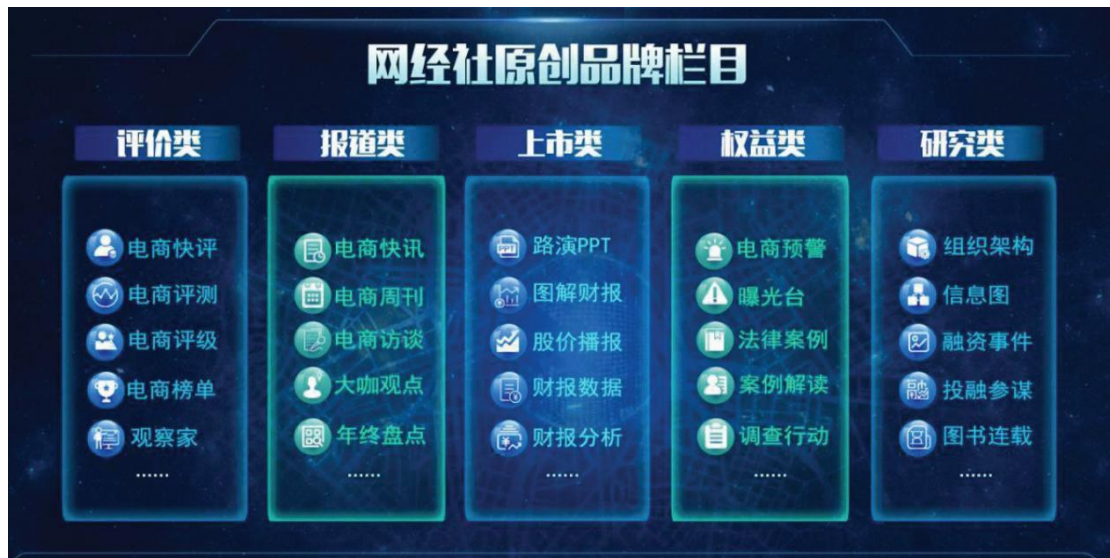 网经社原创品牌栏目
评价类
电商快评
电商评测
电商评级
电商榜单
观察家
......
报道类
电商快讯
电商周刊
电商访谈
大咖观点
年终盘点
......
上市类
路演PPT
图解财报
股价播报
财报数据
财报分析
......
权益类
电商预警
曝光台
法律案例
案例解读
调查行动
......
研究类
组织架构
信息图
融资事件
投融参谋
图书连载
......